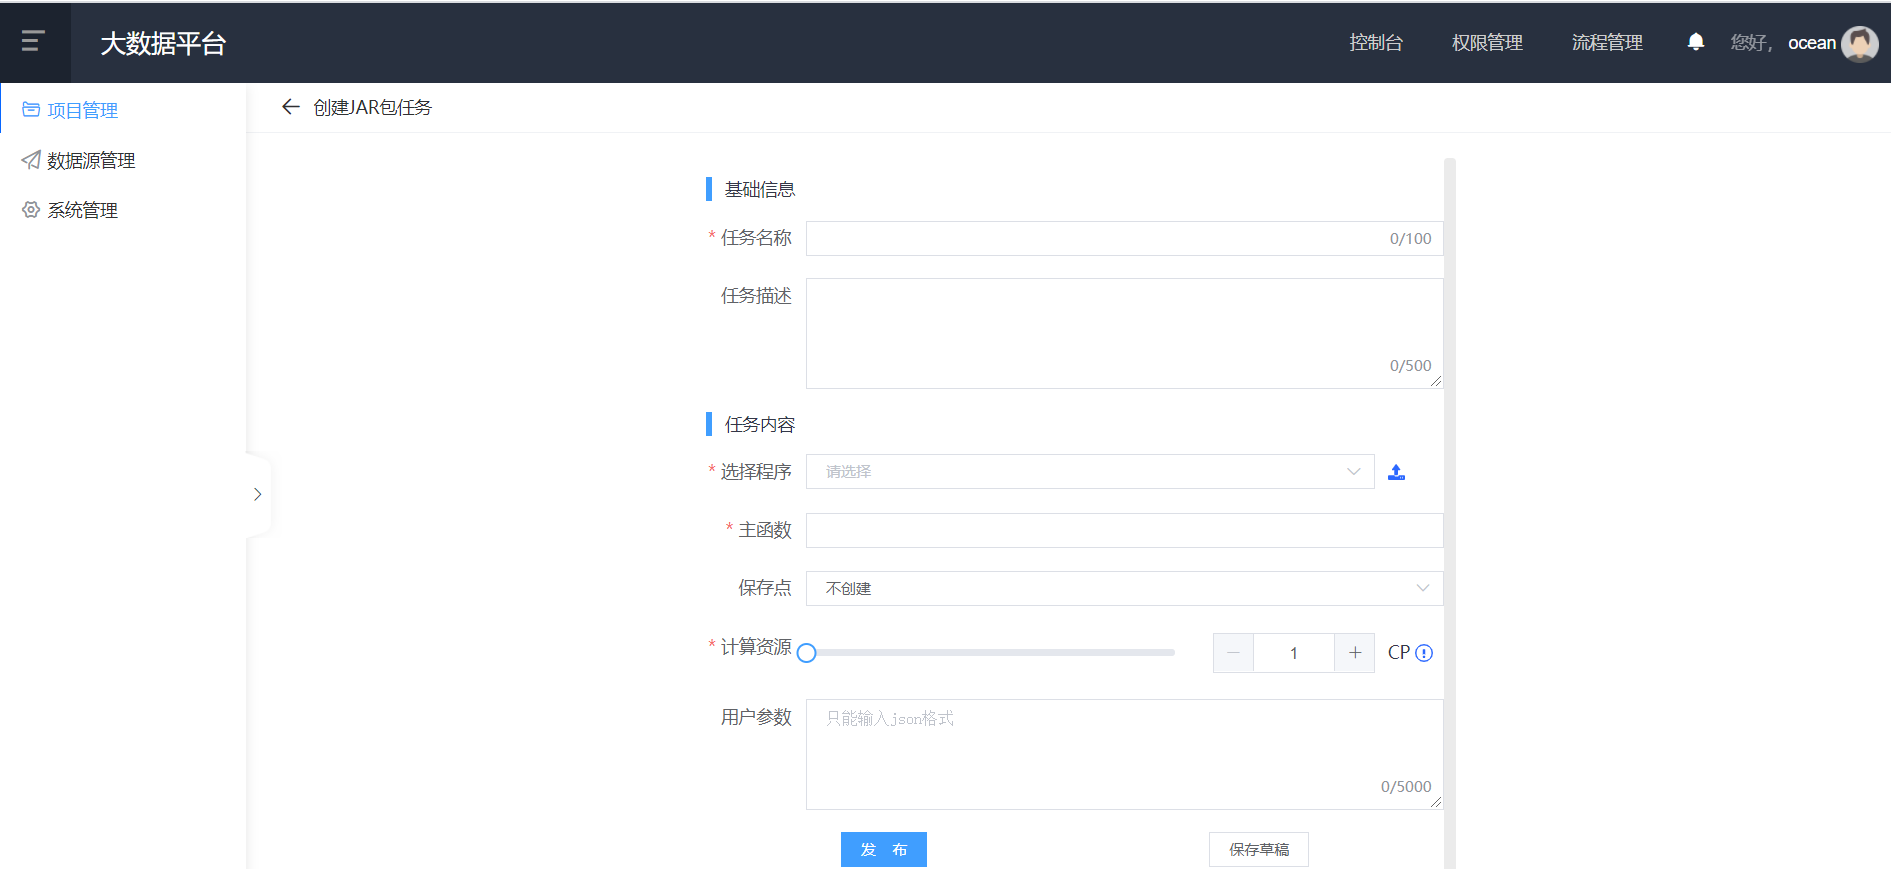 大数据平台
控制台
权限管理
流程管理
您好， ocean
项目管理
数据源管理
系统管理
创建JAR包任务
基础信息
* 任务名称
0/100
任务描述
0/500
任务内容
* 选择程序
请选择
* 主函数
保存点
不创建
* 计算资源
1
CP
用户参数
只能输入json格式
0/5000
发 布
保存草稿